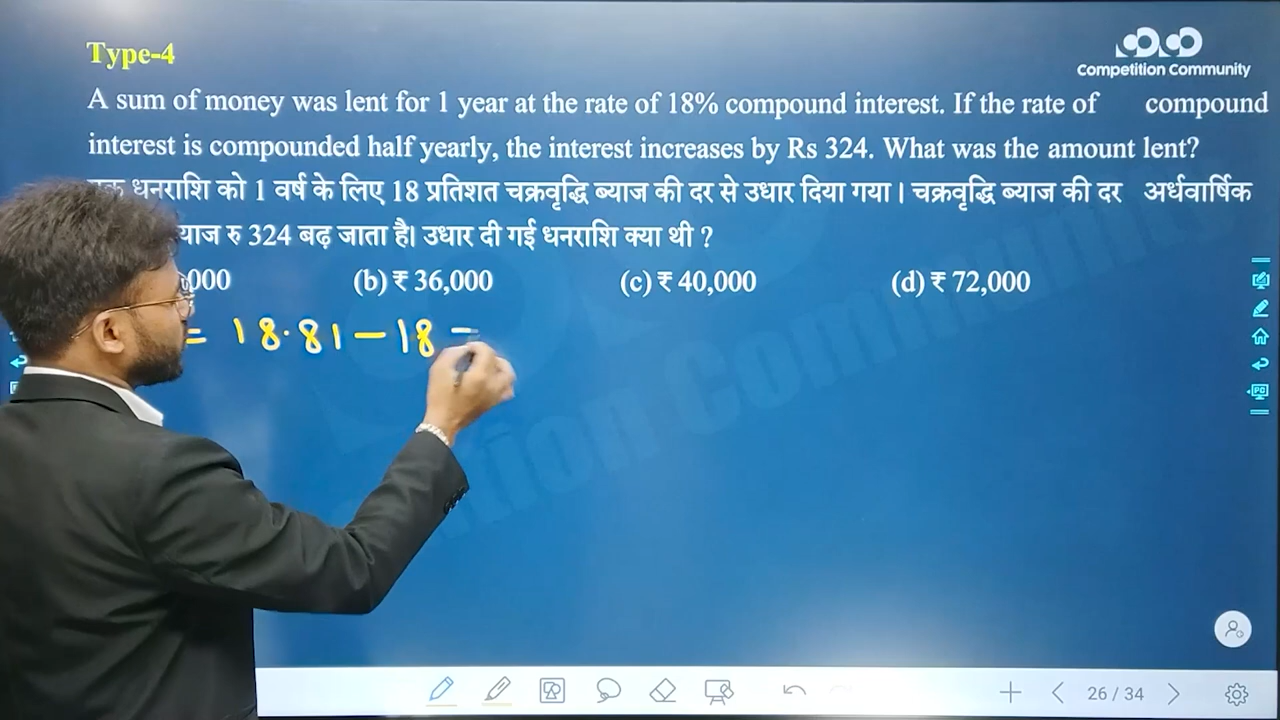 Type-4
Competition Community
A sum of money was lent for 1 year at the rate of 18% compound interest. If the rate of compound
interest is compounded half yearly, the interest increases by Rs 324. What was the amount lent?
धनराशि को 1 वर्ष के लिए 18 प्रतिशत चक्रवृद्धि ब्याज की दर से उधार दिया गया। चक्रवृद्धि ब्याज की दर अर्धवार्षिक
रु 324 बढ़ जाता है। उधार दी गई धनराशि क्या थी ?
000 (b) ₹ 36,000 (c) ₹ 40,000 (d) ₹ 72,000
= 18.81 - 18 =
26 / 34